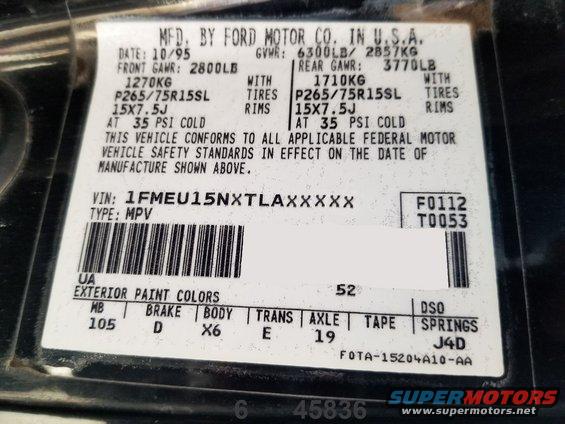 MFD. BY FORD MOTOR CO. IN U.S.A.
DATE: 10/95 GVWR: 6300LB/ 2857KG
FRONT GAWR: 2800LB REAR GAWR: 3770LB
1270KG WITH 1710KG WITH
P265/75R15SL TIRES P265/75R15SL TIRES
15X7.5J RIMS 15X7.5J RIMS
AT 35 PSI COLD AT 35 PSI COLD
THIS VEHICLE CONFORMS TO ALL APPLICABLE FEDERAL MOTOR
VEHICLE SAFETY STANDARDS IN EFFECT ON THE DATE OF
MANUFACTURE SHOWN ABOVE.
VIN: 1FMEU15NXTLAXXXXX F0112
TYPE: MPV T0053
UA 52
EXTERIOR PAINT COLORS DSO
MB BRAKE BODY TRANS AXLE TAPE SPRINGS
105 D X6 E 19 J4D
F0TA-15204A10-AA
6 45836
SUPERMOTORS
www.supermotors.net